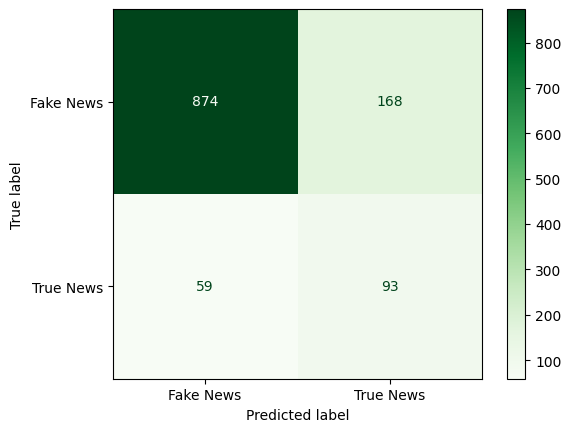 Fake News
874
168
True News
59
93
Fake News
True News
Predicted label
True label
800
700
600
500
400
300
200
100